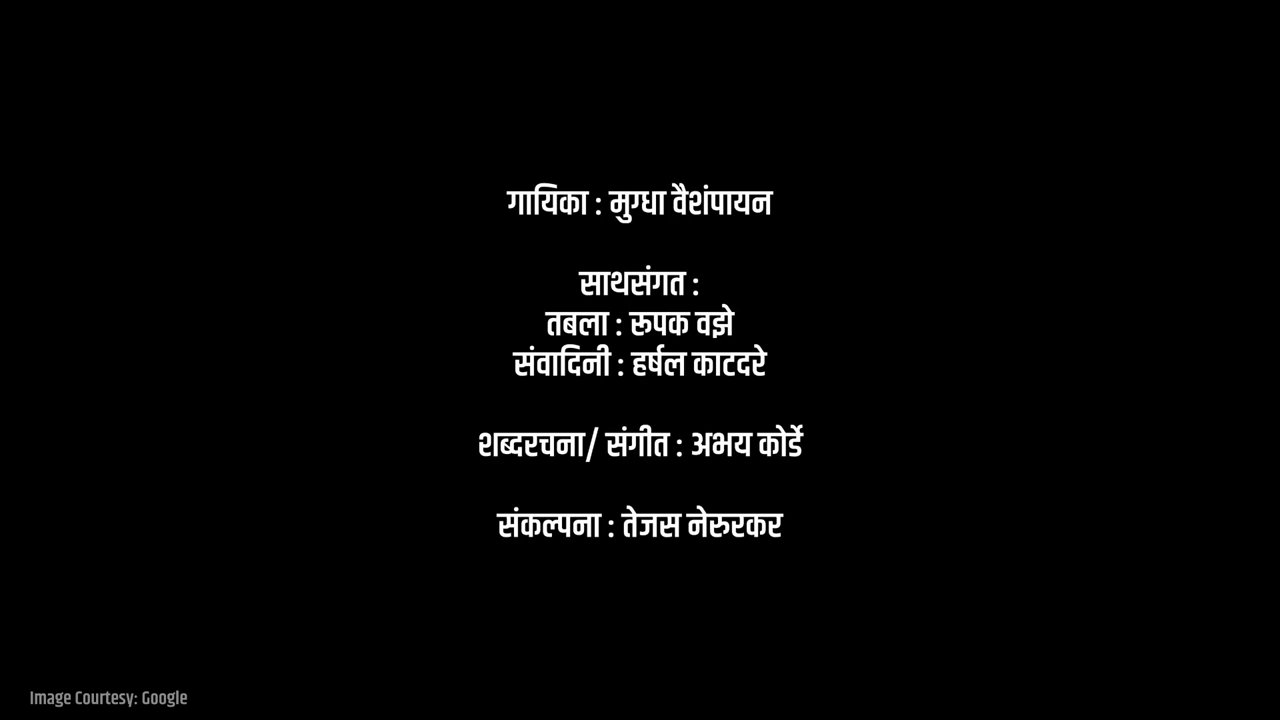 गायिका : मुग्धा वैशंपायन
साथसंगत :
तबला : रूपक वझे
संवादिनी : हर्षल काटदरे
शब्दरचना/ संगीत : अभय कोर्डे
संकल्पना : तेजस नेरुरकर
Image Courtesy: Google